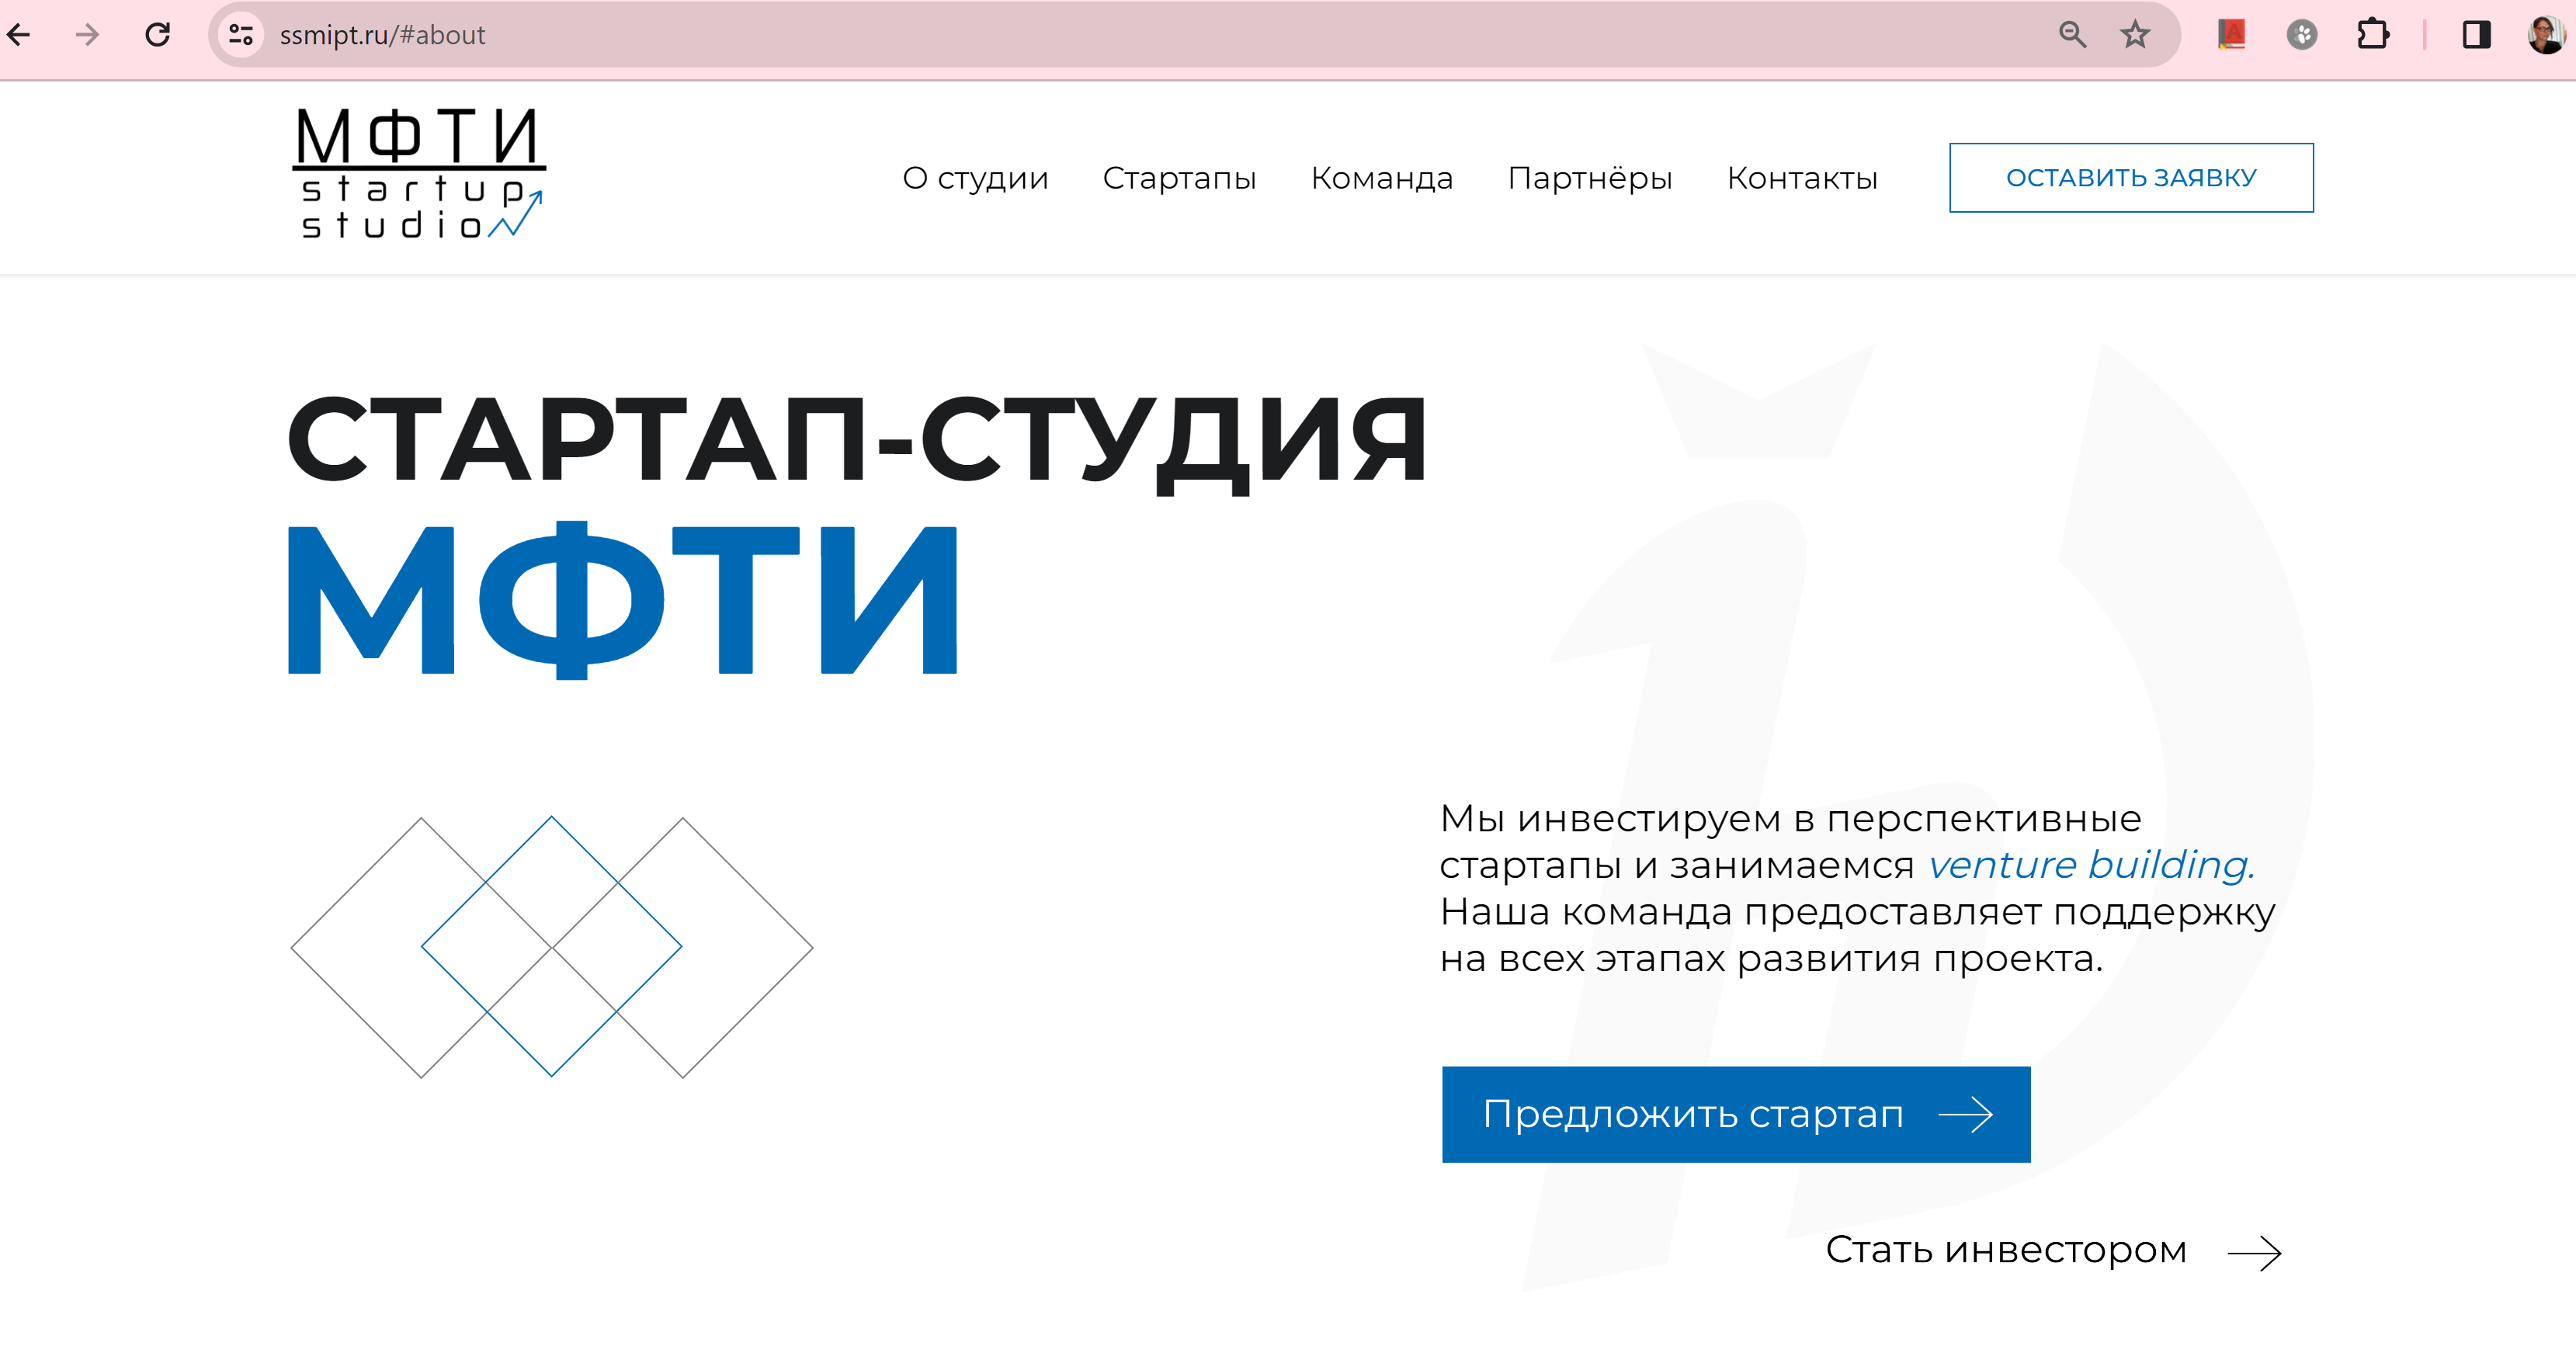 ssmipt.ru/#about
МФТИ
startup
studio
О студии Стартапы Команда Партнёры Контакты ОСТАВИТЬ ЗАЯВКУ
СТАРТАП-СТУДИЯ
МФТИ
Мы инвестируем в перспективные
стартапы и занимаемся venture building.
Наша команда предоставляет поддержку
на всех этапах развития проекта.
Предложить стартап
Стать инвестором